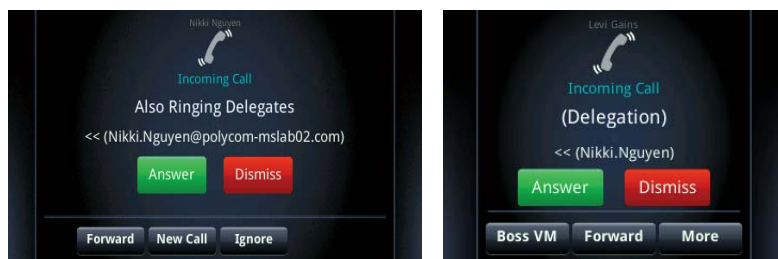 Nikki Nguyen
Incoming Call
Also Ringing Delegates
<< (Nikki.Nguyen@polycom-mslab02.com)
Answer Dismiss
Forward New Call Ignore
Levi Gains
Incoming Call
(Delegation)
<< (Nikki.Nguyen)
Answer Dismiss
Boss VM Forward More